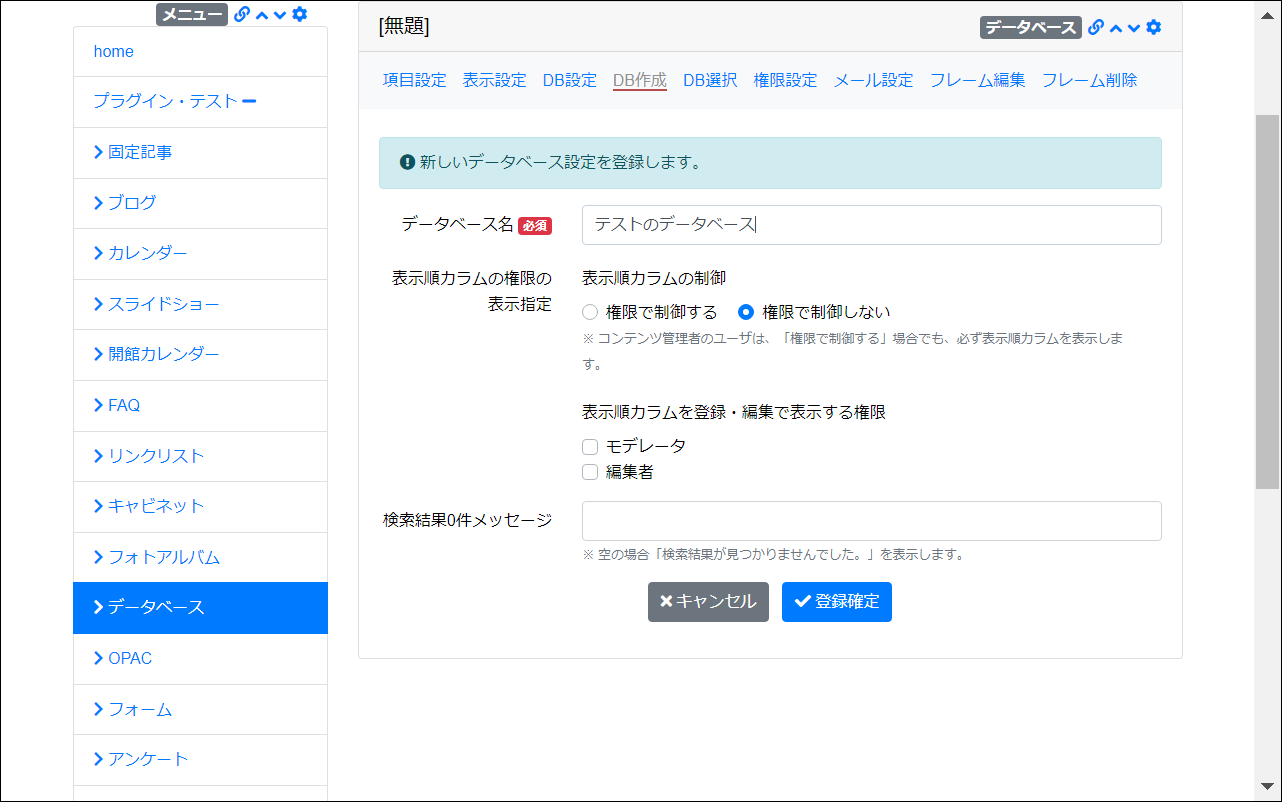 メニュー
home
プラグイン・テスト
固定記事
ブログ
カレンダー
スライドショー
開館カレンダー
FAQ
リンクリスト
キャビネット
フォトアルバム
データベース
OPAC
フォーム
アンケート
[無題]
データベース
項目設定 表示設定 DB設定 DB作成 DB選択 権限設定 メール設定 フレーム編集 フレーム削除
新しいデータベース設定を登録します。
データベース名 必須
テストのデータベース
表示順カラムの権限の
表示指定
表示順カラムの制御
権限で制御する 権限で制御しない
※ コンテンツ管理者のユーザは、「権限で制御する」場合でも、必ず表示順カラムを表示しま
す。
表示順カラムを登録・編集で表示する権限
モデレータ
編集者
検索結果0件メッセージ
※ 空の場合「検索結果が見つかりませんでした。」を表示します。
キャンセル 登録確定